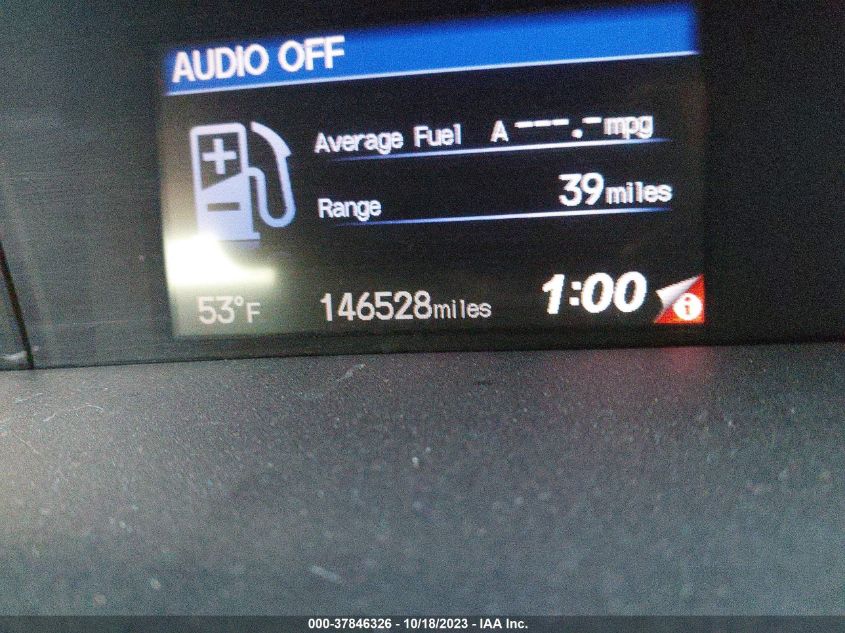 AUDIO OFF
Average Fuel A ---.- mpg
Range 39 miles
53°F 146528 miles 1:00 i
000-37846326 - 10/18/2023 - IAA Inc.